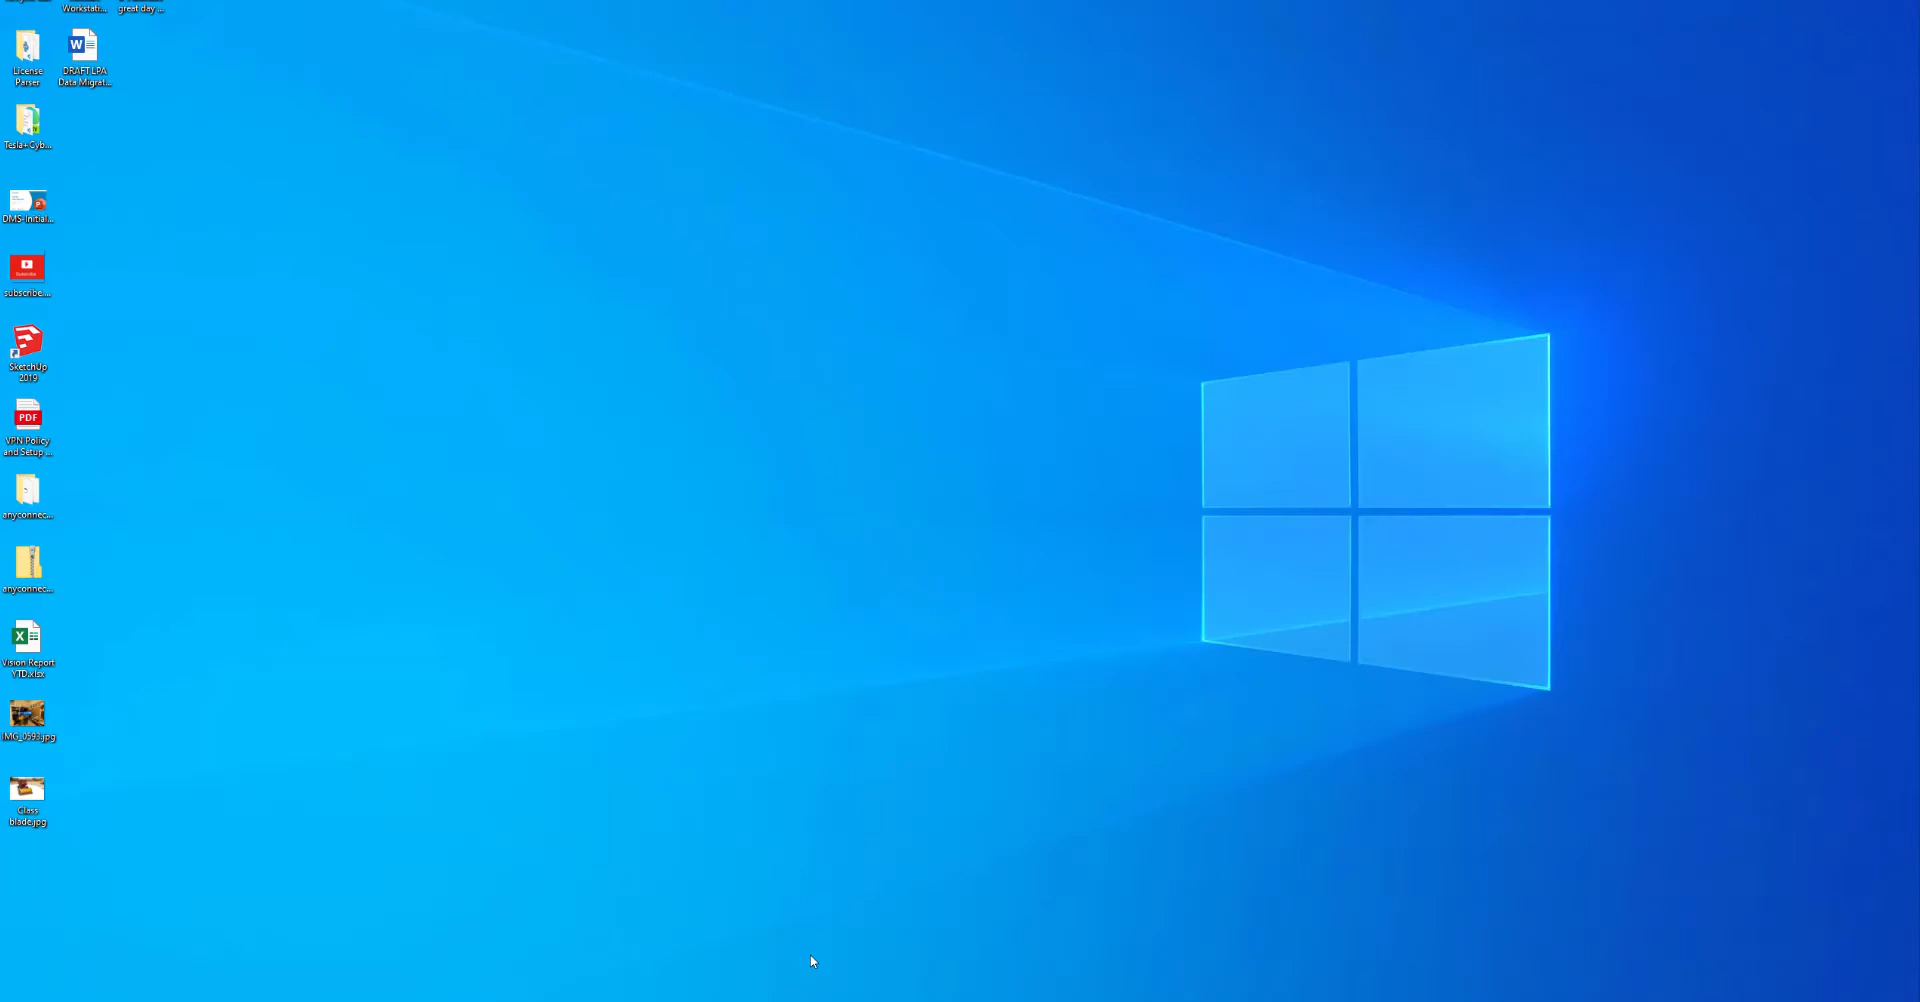 Workstati...
great day ...
License
Parser
DRAFT LPA
Data Migrat...
Tesla+Cyb...
DMS-Initial...
subscribe....
SketchUp
2019
PDF
VPN Policy
and Setup ...
anyconnec...
anyconnec...
Vision Report
YTD.xlsx
IMG_0593.jpg
Class
blade.jpg